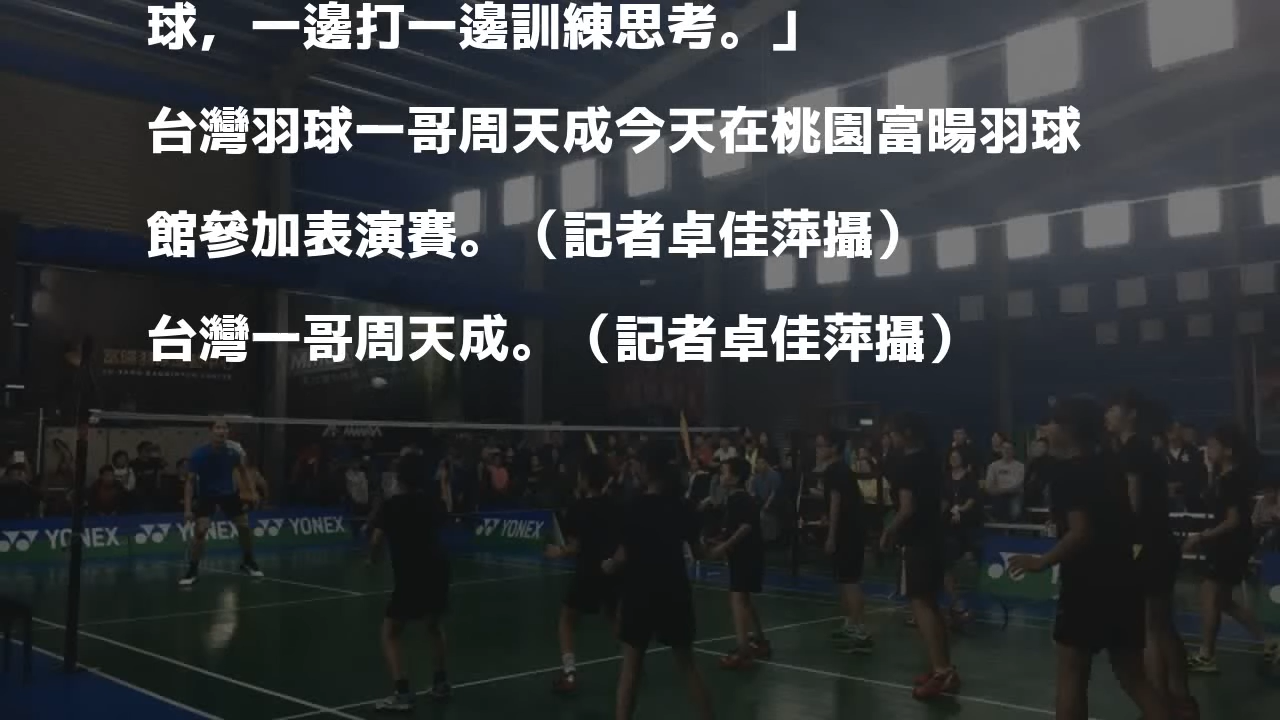 球，一邊打一邊訓練思考。」
台灣羽球一哥周天成今天在桃園富暘羽球
館參加表演賽。（記者卓佳萍攝）
台灣一哥周天成。（記者卓佳萍攝）
YONEX
YONEX
YONEX
YONEX